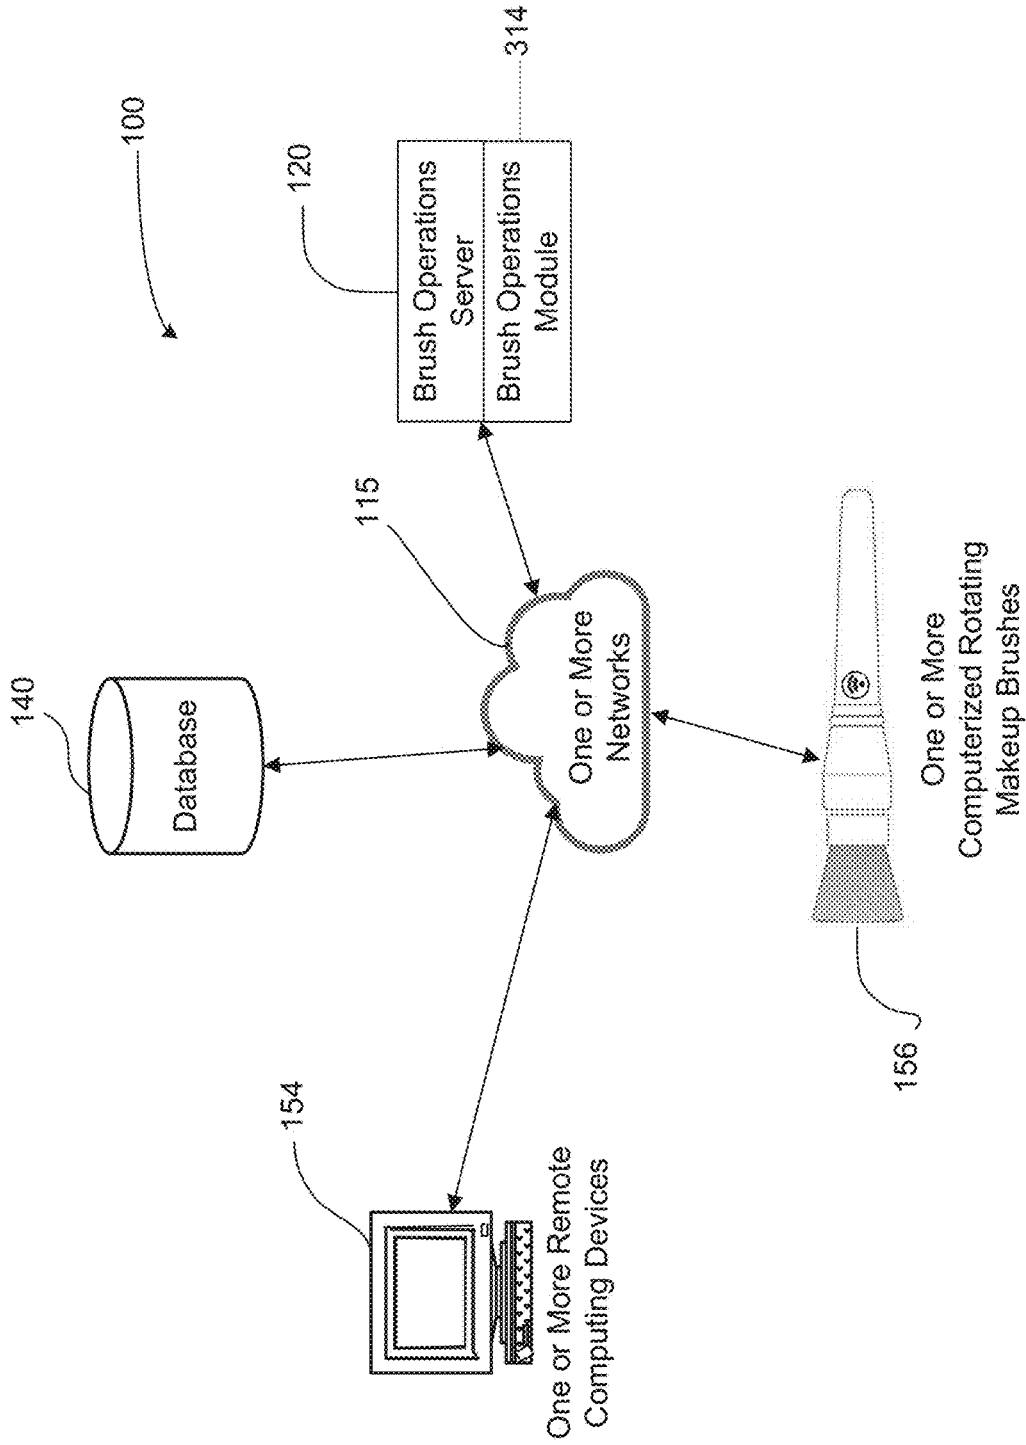 100
140
Database
120
Brush Operations
Server
Brush Operations
Module
314
115
One or More
Networks
154
One or More Remote
Computing Devices
156
One or More
Computerized Rotating
Makeup Brushes